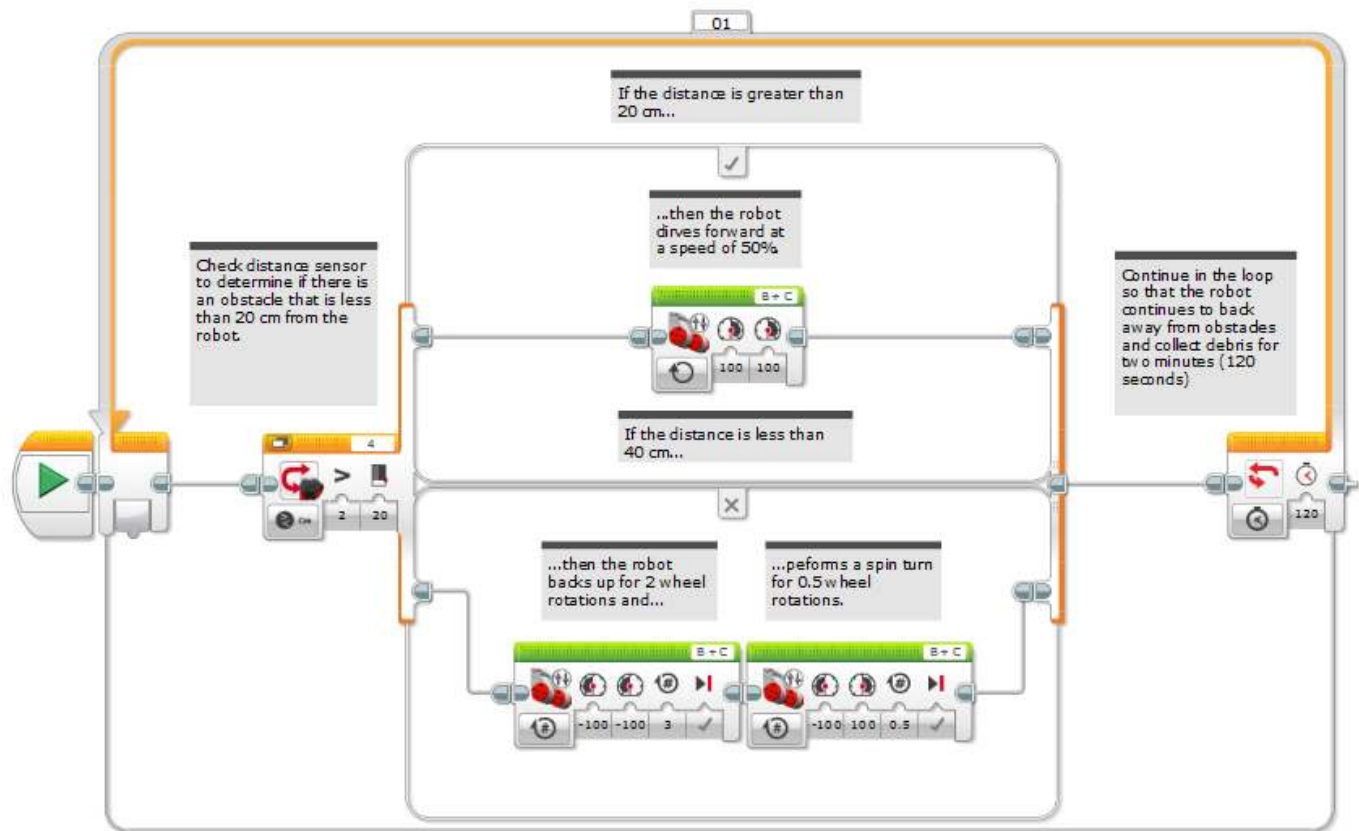 01
If the distance is greater than
20 cm...
...then the robot
dirves forward at
a speed of 50%.
Check distance sensor
to determine if there is
an obstacle that is less
than 20 cm from the
robot.
Continue in the loop
so that the robot
continues to back
away from obstacles
and collect debris for
two minutes (120
seconds)
B + C
100 100
If the distance is less than
40 cm...
4
>
cm 2 20
120
...then the robot
backs up for 2 wheel
rotations and...
...peforms a spin turn
for 0.5 wheel
rotations.
B + C
#
# -100 -100 3
B + C
#
# -100 100 0.5